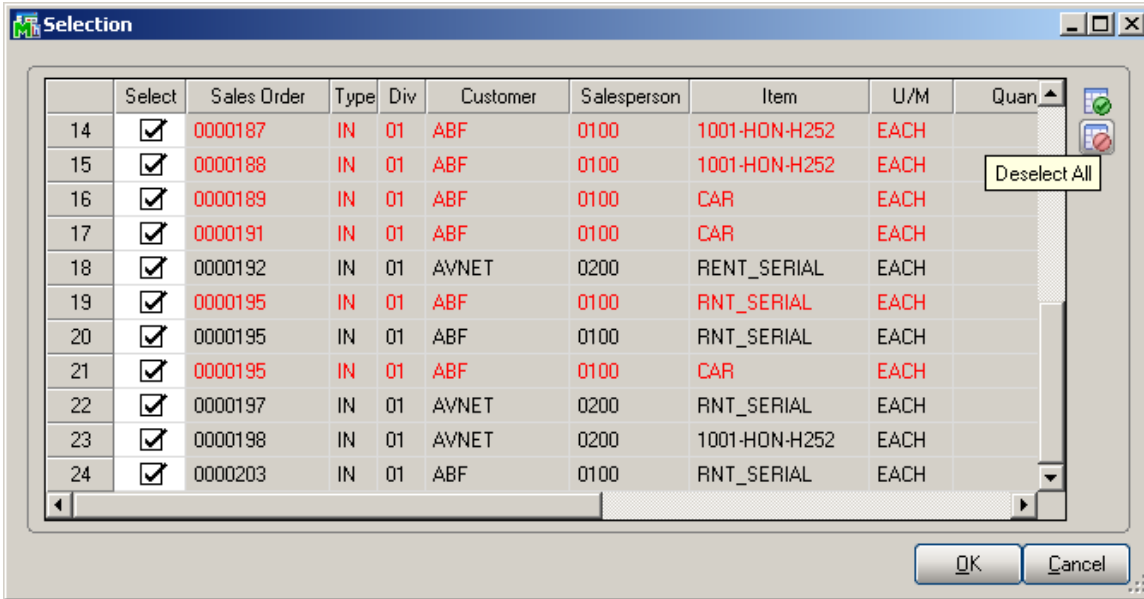 Selection
Select Sales Order Type Div Customer Salesperson Item U/M Quan
14 0000187 IN 01 ABF 0100 1001-HON-H252 EACH
15 0000188 IN 01 ABF 0100 1001-HON-H252 EACH
Deselect All
16 0000189 IN 01 ABF 0100 CAR EACH
17 0000191 IN 01 ABF 0100 CAR EACH
18 0000192 IN 01 AVNET 0200 RENT_SERIAL EACH
19 0000195 IN 01 ABF 0100 RNT_SERIAL EACH
20 0000195 IN 01 ABF 0100 RNT_SERIAL EACH
21 0000195 IN 01 ABF 0100 CAR EACH
22 0000197 IN 01 AVNET 0200 RNT_SERIAL EACH
23 0000198 IN 01 AVNET 0200 1001-HON-H252 EACH
24 0000203 IN 01 ABF 0100 RNT_SERIAL EACH
OK Cancel